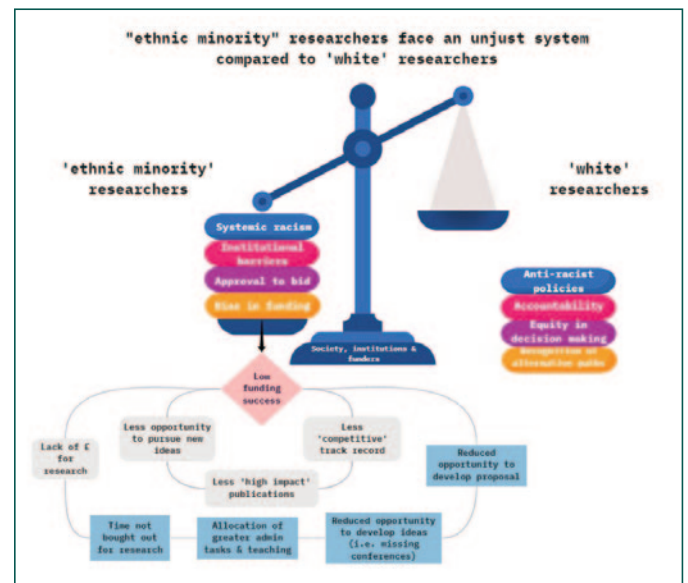 "ethnic minority" researchers face an unjust system
compared to 'white' researchers
'ethnic minority'
researchers
'white'
researchers
Systemic racism
Institutional
barriers
Approval to bid
Bias in funding
Anti-racist
policies
Accountability
Equity in
decision making
Recognition of
alternative paths
Society, institutions &
funders
Low
funding
success
Less opportunity
to pursue new
ideas
Less
'competitive'
track record
Lack of £
for
research
Less 'high impact'
publications
Reduced
opportunity to
develop proposal
Time not
bought out
for research
Allocation of
greater admin
tasks & teaching
Reduced opportunity
to develop ideas
(i.e. missing
conferences)